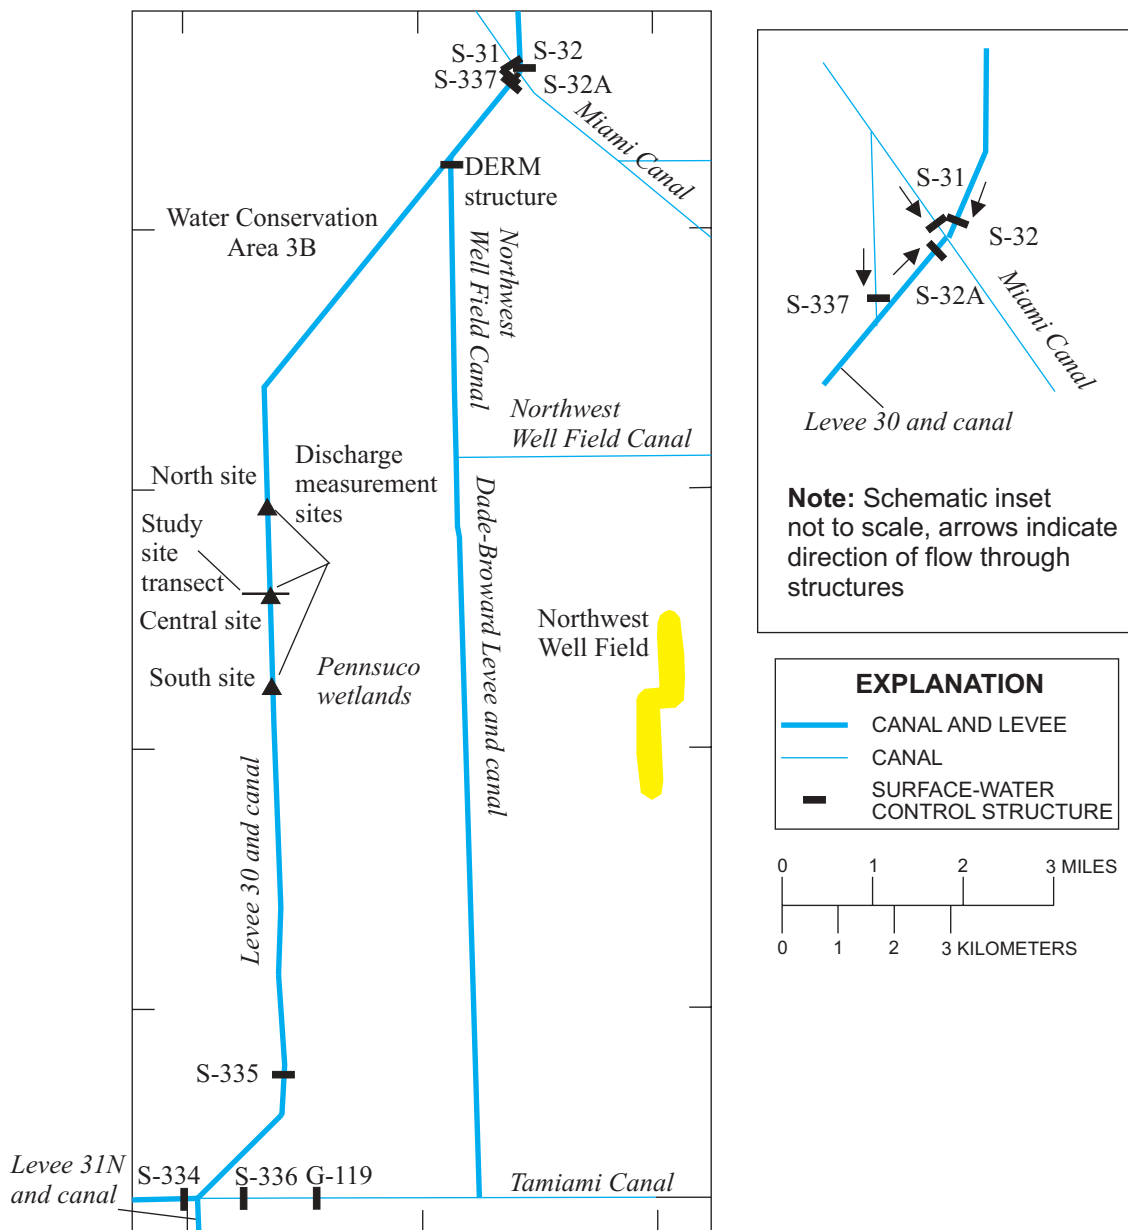 S-31
S-32
S-337
S-32A
Miami Canal
DERM
structure
Water Conservation
Area 3B
Northwest
Well Field Canal
Northwest
Well Field Canal
North site
Discharge
measurement
sites
Study
site
transect
Central site
South site
Pennsuco
wetlands
Dade-Broward Levee and canal
Northwest
Well Field
Levee 30 and canal
S-335
Levee 31N
and canal
S-334
S-336
G-119
Tamiami Canal
S-31
S-32
S-32A
S-337
Miami Canal
Levee 30 and canal
Note: Schematic inset
not to scale, arrows indicate
direction of flow through
structures
EXPLANATION
CANAL AND LEVEE
CANAL
SURFACE-WATER
CONTROL STRUCTURE
0 1 2 3 MILES
0 1 2 3 KILOMETERS